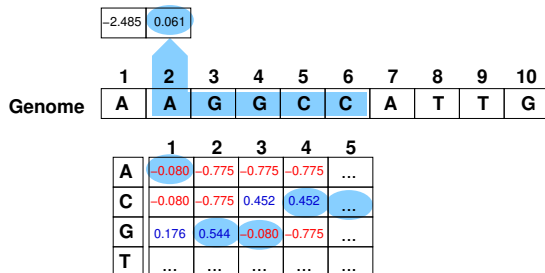 −2.485 0.061
1 2 3 4 5 6 7 8 9 10
Genome A A G G C C A T T G
1 2 3 4 5
A −0.080 −0.775 −0.775 −0.775 ...
C −0.080 −0.775 0.452 0.452 ...
G 0.176 0.544 −0.080 −0.775 ...
T ... ... ... ... ...